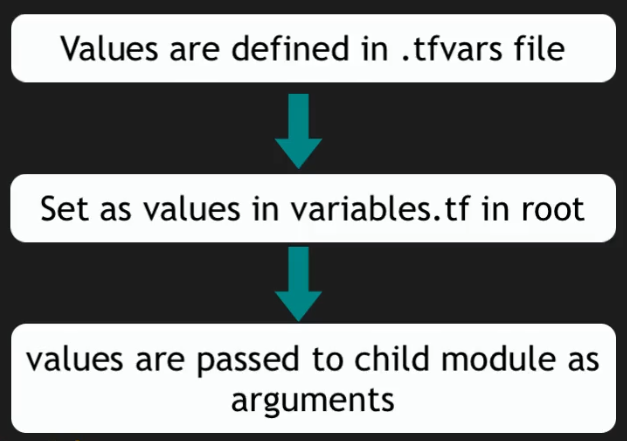 Values are defined in .tfvars file
Set as values in variables.tf in root
values are passed to child module as
arguments